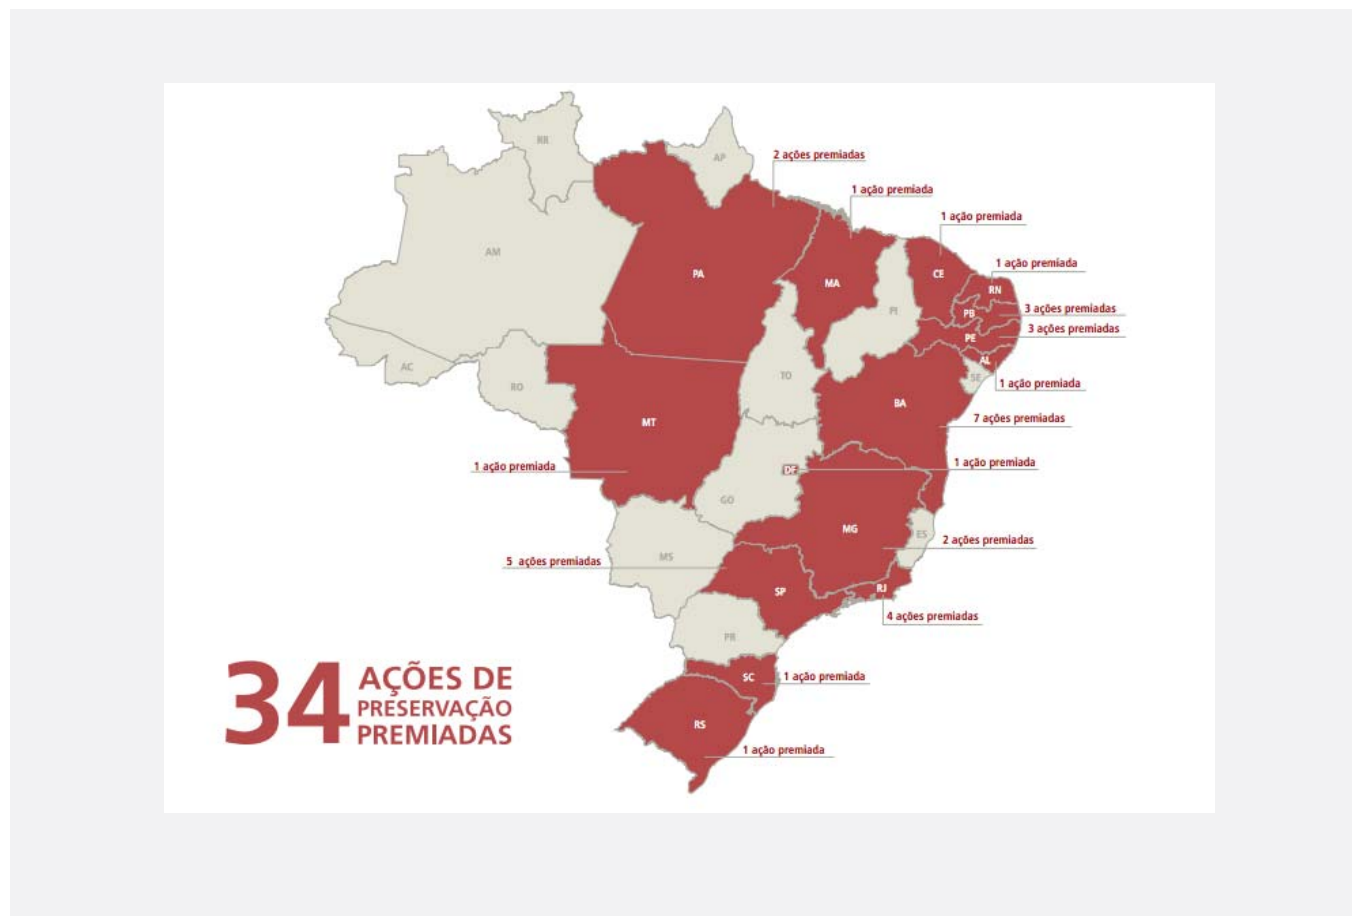 RR
AP
2 ações premiadas
1 ação premiada
1 ação premiada
AM
PA
MA
CE
1 ação premiada
RN
PI
PB
3 ações premiadas
PE
3 ações premiadas
AL
AC
RO
TO
SE
1 ação premiada
BA
MT
7 ações premiadas
1 ação premiada
DF
1 ação premiada
GO
MG
ES
2 ações premiadas
MS
5 ações premiadas
SP
RJ
4 ações premiadas
PR
SC
1 ação premiada
RS
1 ação premiada
34 AÇÕES DE
PRESERVAÇÃO
PREMIADAS